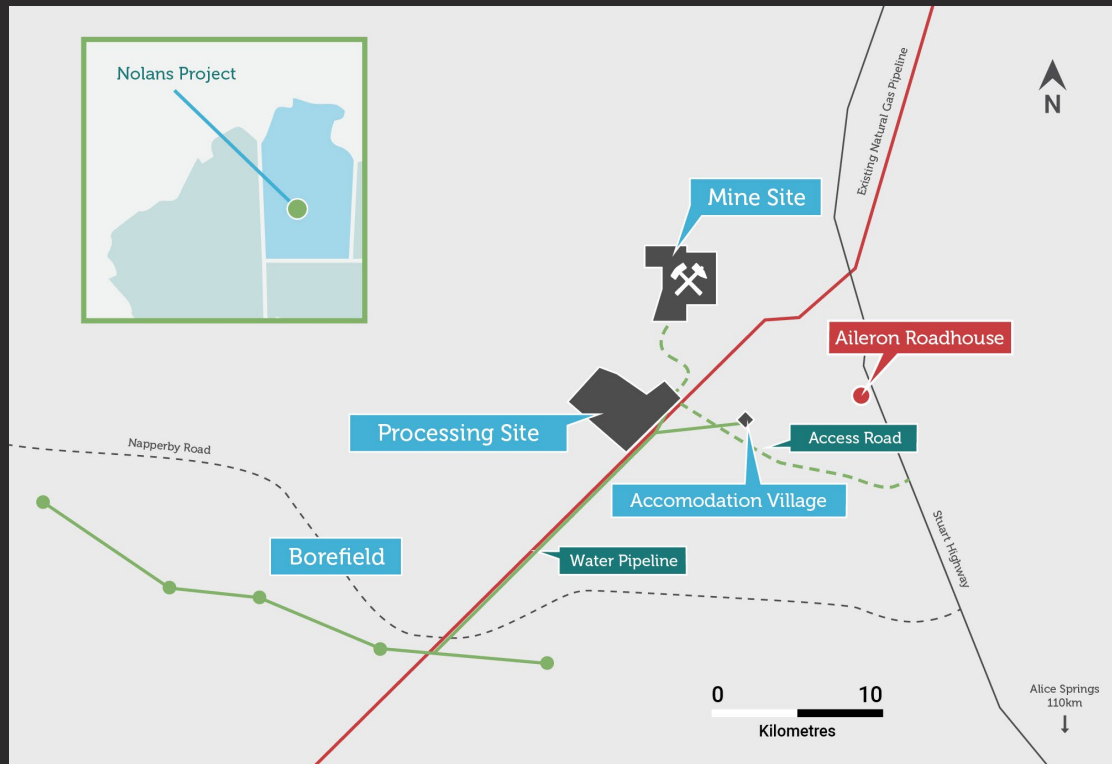 Nolans Project
Existing Natural Gas Pipeline
N
Mine Site
Aileron Roadhouse
Processing Site
Access Road
Napperby Road
Accomodation Village
Stuart Highway
Borefield
Water Pipeline
0 10
Kilometres
Alice Springs
110km